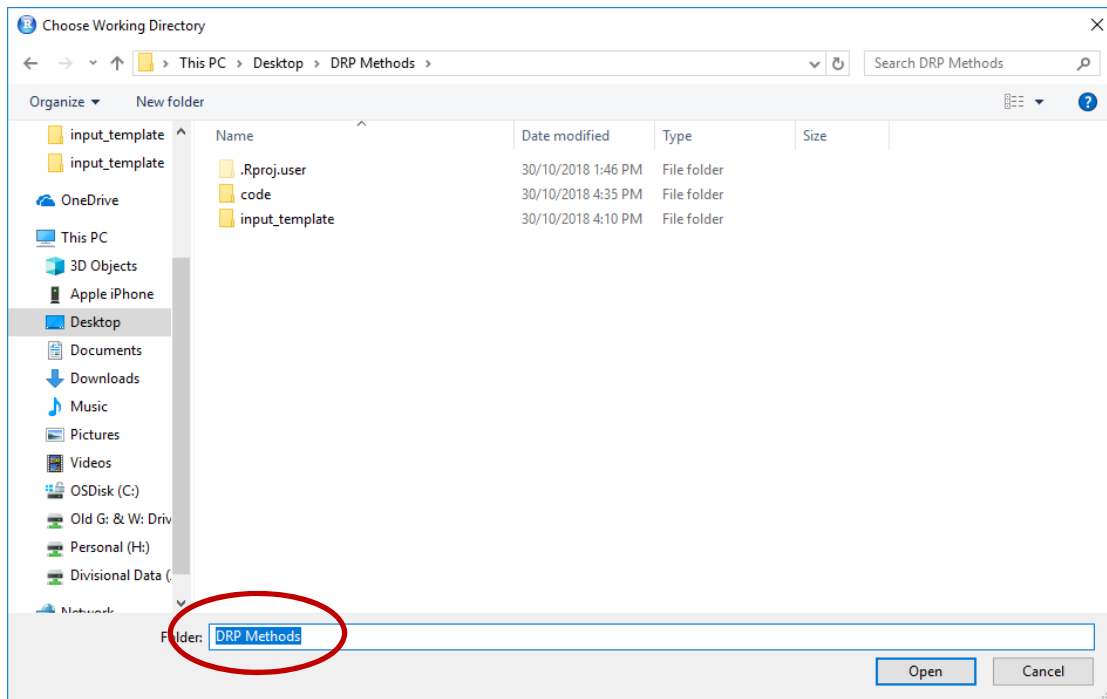 Choose Working Directory
This PC > Desktop > DRP Methods >
Search DRP Methods
Organize
New folder
Name
Date modified
Type
Size
input_template
input_template
OneDrive
This PC
3D Objects
Apple iPhone
Desktop
Documents
Downloads
Music
Pictures
Videos
OSDisk (C:)
Old G: & W: Driv
Personal (H:)
Divisional Data (
Network
.Rproj.user 30/10/2018 1:46 PM File folder
code 30/10/2018 4:35 PM File folder
input_template 30/10/2018 4:10 PM File folder
Folder: DRP Methods
Open
Cancel